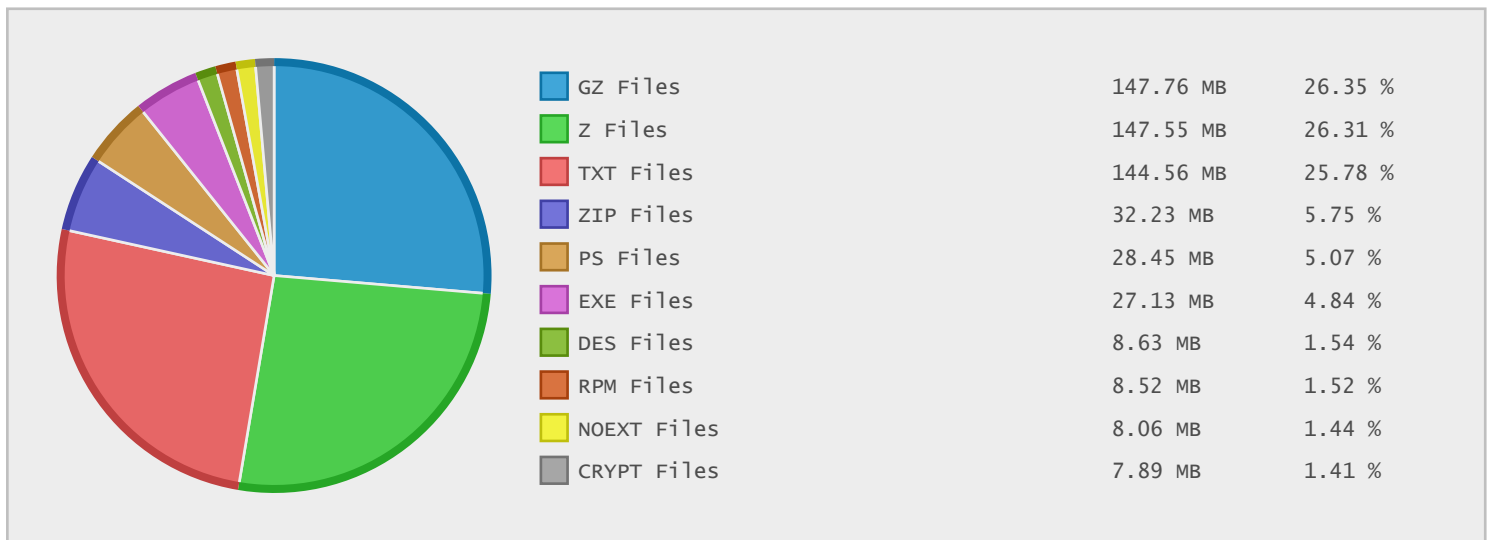 GZ Files 147.76 MB 26.35 %
Z Files 147.55 MB 26.31 %
TXT Files 144.56 MB 25.78 %
ZIP Files 32.23 MB 5.75 %
PS Files 28.45 MB 5.07 %
EXE Files 27.13 MB 4.84 %
DES Files 8.63 MB 1.54 %
RPM Files 8.52 MB 1.52 %
NOEXT Files 8.06 MB 1.44 %
CRYPT Files 7.89 MB 1.41 %